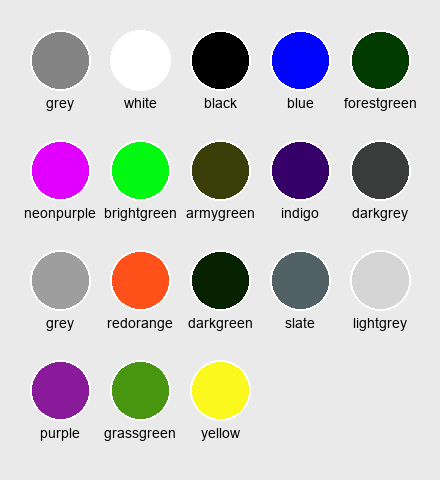 grey white black blue forestgreen
neonpurple brightgreen armygreen indigo darkgrey
grey redorange darkgreen slate lightgrey
purple grassgreen yellow